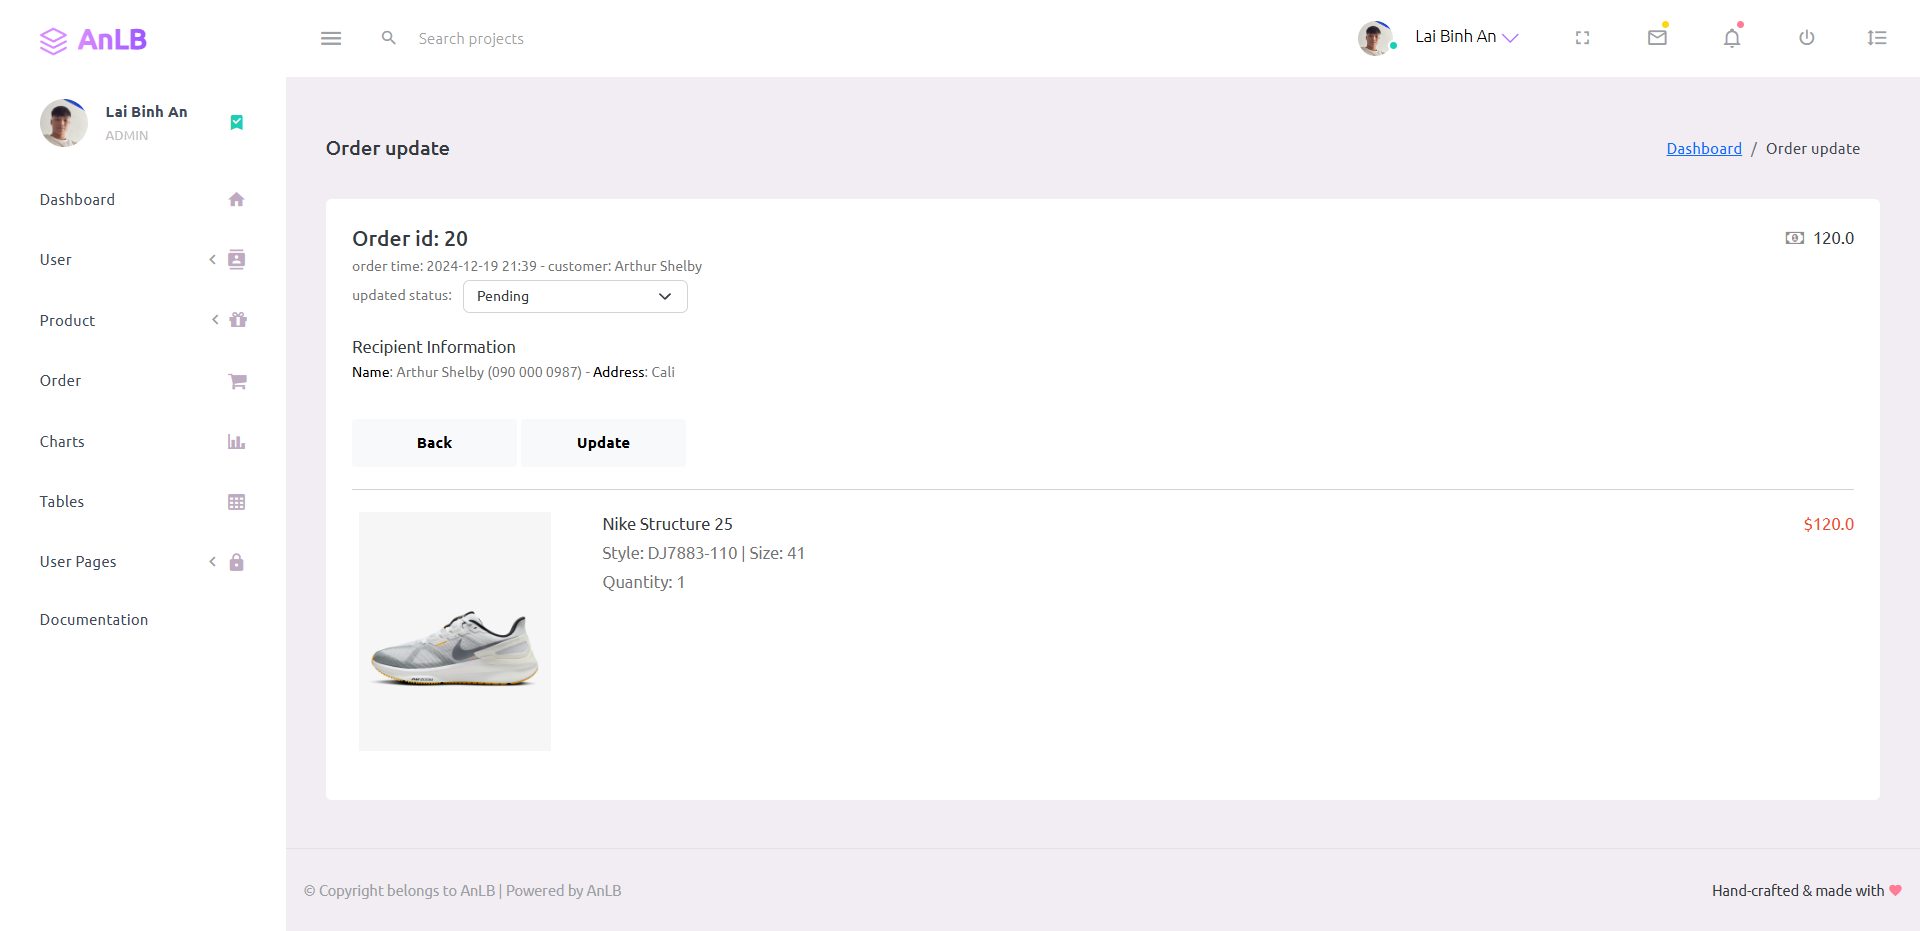 AnLB
Search projects
Lai Binh An
Lai Binh An
ADMIN
Dashboard
User
Product
Order
Charts
Tables
User Pages
Documentation
Order update
Dashboard / Order update
Order id: 20
120.0
order time: 2024-12-19 21:39 - customer: Arthur Shelby
updated status: Pending
Recipient Information
Name: Arthur Shelby (090 000 0987) - Address: Cali
Back
Update
Nike Structure 25
$120.0
Style: DJ7883-110 | Size: 41
Quantity: 1
© Copyright belongs to AnLB | Powered by AnLB
Hand-crafted & made with